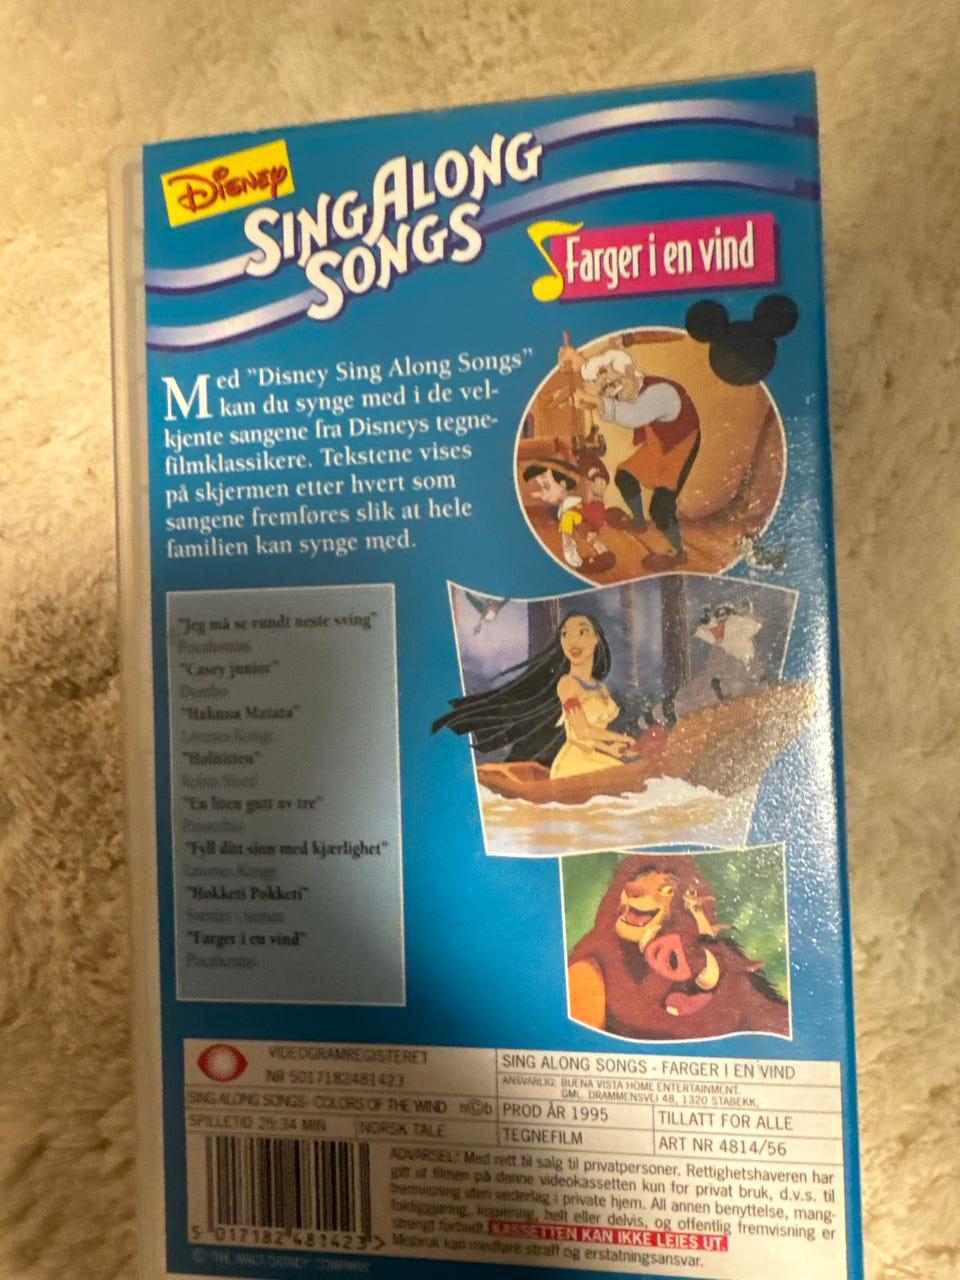 Disney
SING ALONG
SONGS
Farger i en vind
Med "Disney Sing Along Songs"
kan du synge med i de vel-
kjente sangene fra Disneys tegne-
filmklassikere. Tekstene vises
på skjermen etter hvert som
sangene fremføres slik at hele
familien kan synge med.
"Jeg må se rundt neste sving"
Pocahontas
"Casey junior"
Dumbo
"Hakuna Matata"
Løvenes Konge
Robin Hood
"En liten gutt av tre"
Pinocchio
"Fyll ditt sinn med kjærlighet"
Løvenes Konge
"Hokketi Pokketi"
"Farger i en vind"
Pocahontas
VIDEOGRAMREGISTERET
NR 5017182481423
SING ALONG SONGS - COLORS OF THE WIND n©b
SPILLETID 25:34 MIN
NORSK TALE
SING ALONG SONGS - FARGER I EN VIND
ANSVARLIG: BUENA VISTA HOME ENTERTAINMENT,
GML. DRAMMENSVEI 48, 1320 STABEKK.
PROD ÅR 1995
TILLATT FOR ALLE
TEGNEFILM
ART NR 4814/56
ADVARSEL! Med rett til salg til privatpersoner. Rettighetshaveren har
gitt ut filmen på denne videokassetten kun for privat bruk, d.v.s. til
fremvisning uten vederlag i private hjem. All annen benyttelse, mang-
foldiggjøring, kopiering, helt eller delvis, og offentlig fremvisning er
strengt forbudt. KASSETTEN KAN IKKE LEIES UT.
Misbruk kan medføre straff og erstatningsansvar.
5 017182 481423 >
© THE WALT DISNEY COMPANY